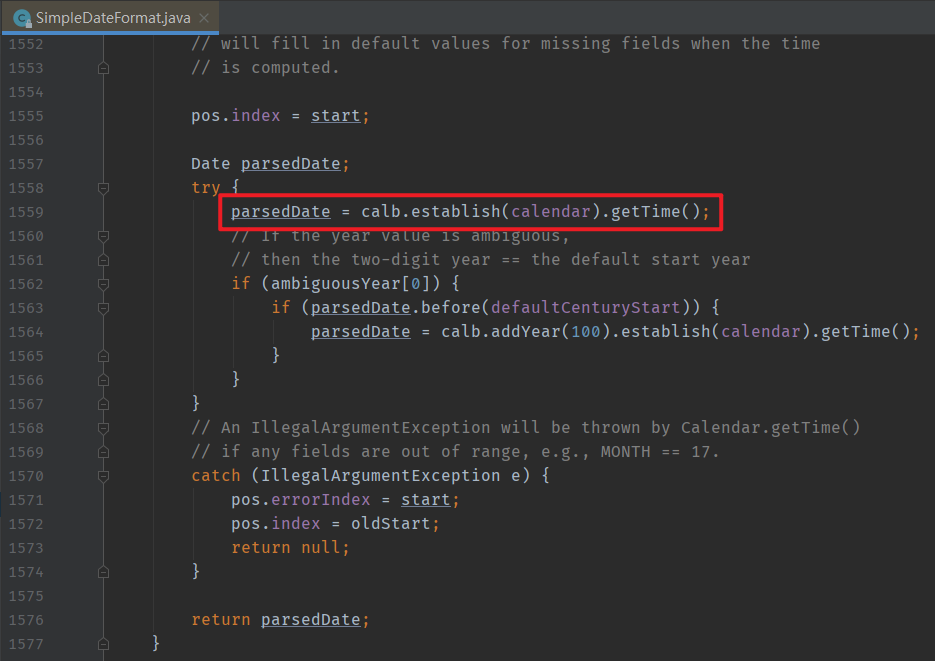 SimpleDateFormat.java
1552 // will fill in default values for missing fields when the time
1553 // is computed.
1554
1555 pos.index = start;
1556
1557 Date parsedDate;
1558 try {
1559 parsedDate = calb.establish(calendar).getTime();
1560 // If the year value is ambiguous,
1561 // then the two-digit year == the default start year
1562 if (ambiguousYear[0]) {
1563 if (parsedDate.before(defaultCenturyStart)) {
1564 parsedDate = calb.addYear(100).establish(calendar).getTime();
1565 }
1566 }
1567 }
1568 // An IllegalArgumentException will be thrown by Calendar.getTime()
1569 // if any fields are out of range, e.g., MONTH == 17.
1570 catch (IllegalArgumentException e) {
1571 pos.errorIndex = start;
1572 pos.index = oldStart;
1573 return null;
1574 }
1575
1576 return parsedDate;
1577 }